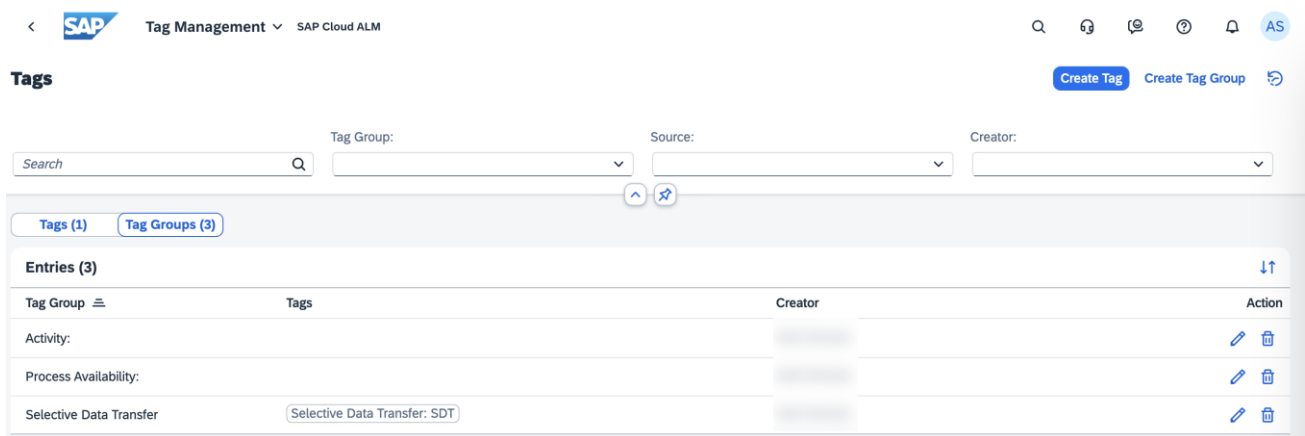 SAP Tag Management SAP Cloud ALM AS
Tags Create Tag Create Tag Group
Tag Group: Source: Creator:
Search
Tags (1) Tag Groups (3)
Entries (3)
Tag Group Tags Creator Action
Activity:
Process Availability:
Selective Data Transfer Selective Data Transfer: SDT